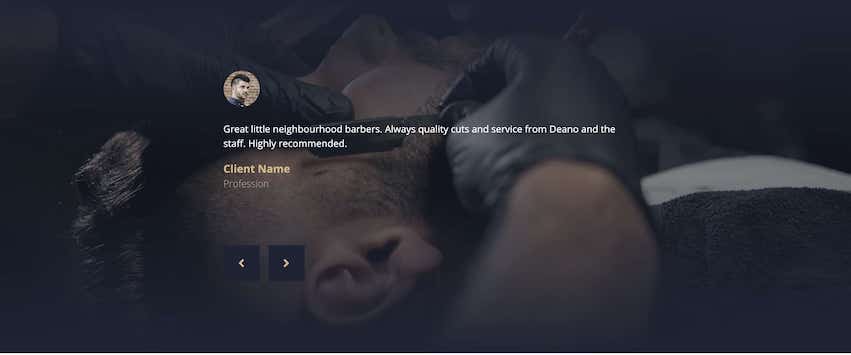 Great little neighbourhood barbers. Always quality cuts and service from Deano and the
staff. Highly recommended.
Client Name
Profession